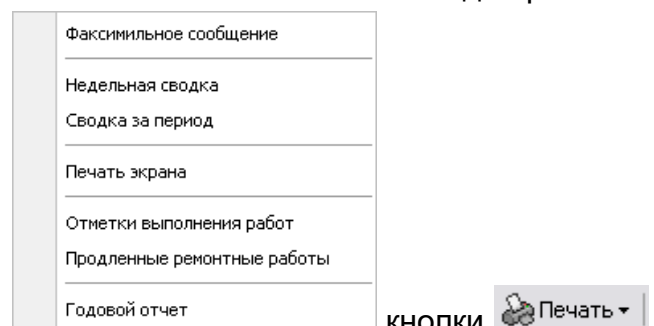 Факсимильное сообщение
Недельная сводка
Сводка за период
Печать экрана
Отметки выполнения работ
Продленные ремонтные работы
Годовой отчет
кнопки Печать